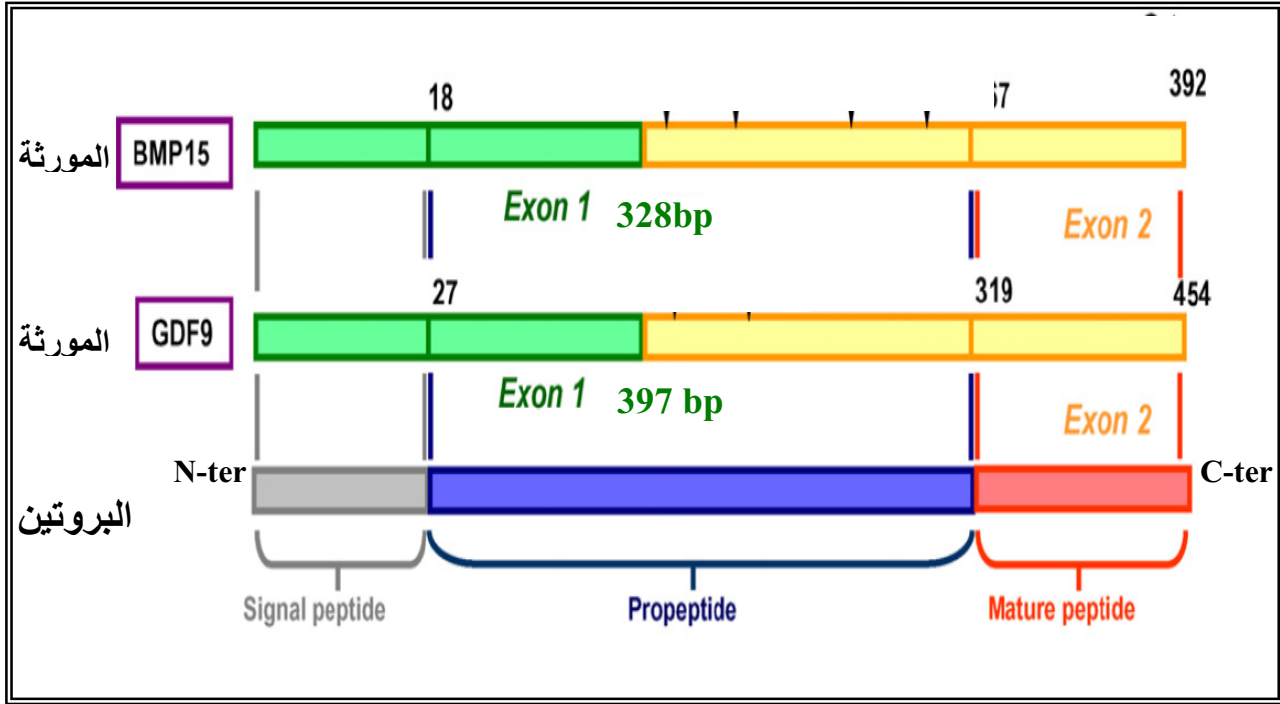 18
392
المورثة BMP15
Exon 1 328bp
Exon 2
27
319
454
المورثة GDF9
Exon 1 397 bp
Exon 2
N-ter
C-ter
البروتين
Signal peptide
Propeptide
Mature peptide